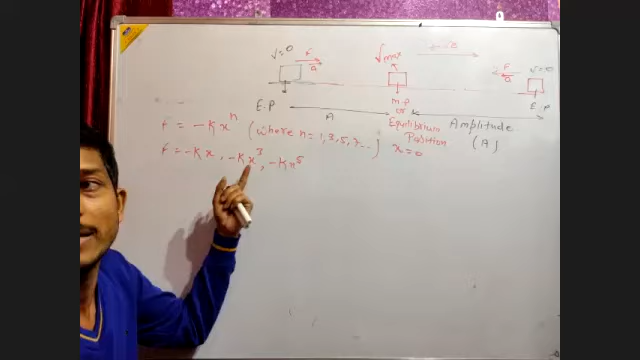 V=0 F a
Vmax
2 F a V=0
E.P A m.p or Equilibrium Position x=0
Amplitude (A)
E.P
F = -Kx^n (where n = 1, 3, 5, 7...)
F = -Kx, -Kx^3, -Kx^5